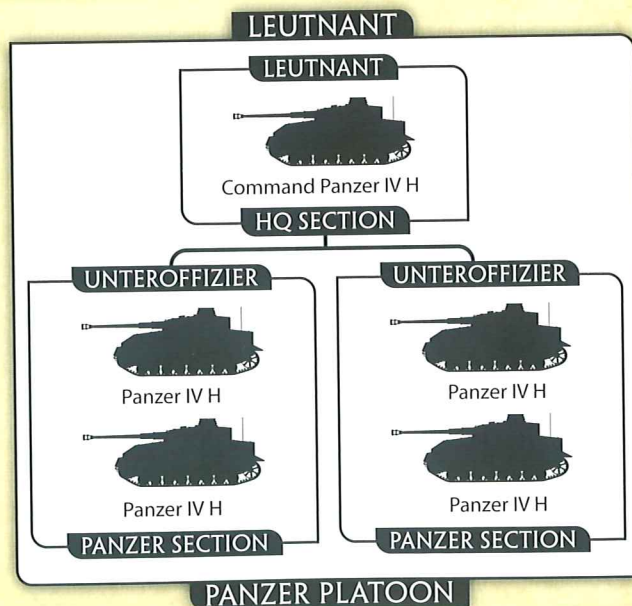 LEUTNANT
LEUTNANT
Command Panzer IV H
HQ SECTION
UNTEROFFIZIER
Panzer IV H
Panzer IV H
PANZER SECTION
UNTEROFFIZIER
Panzer IV H
Panzer IV H
PANZER SECTION
PANZER PLATOON